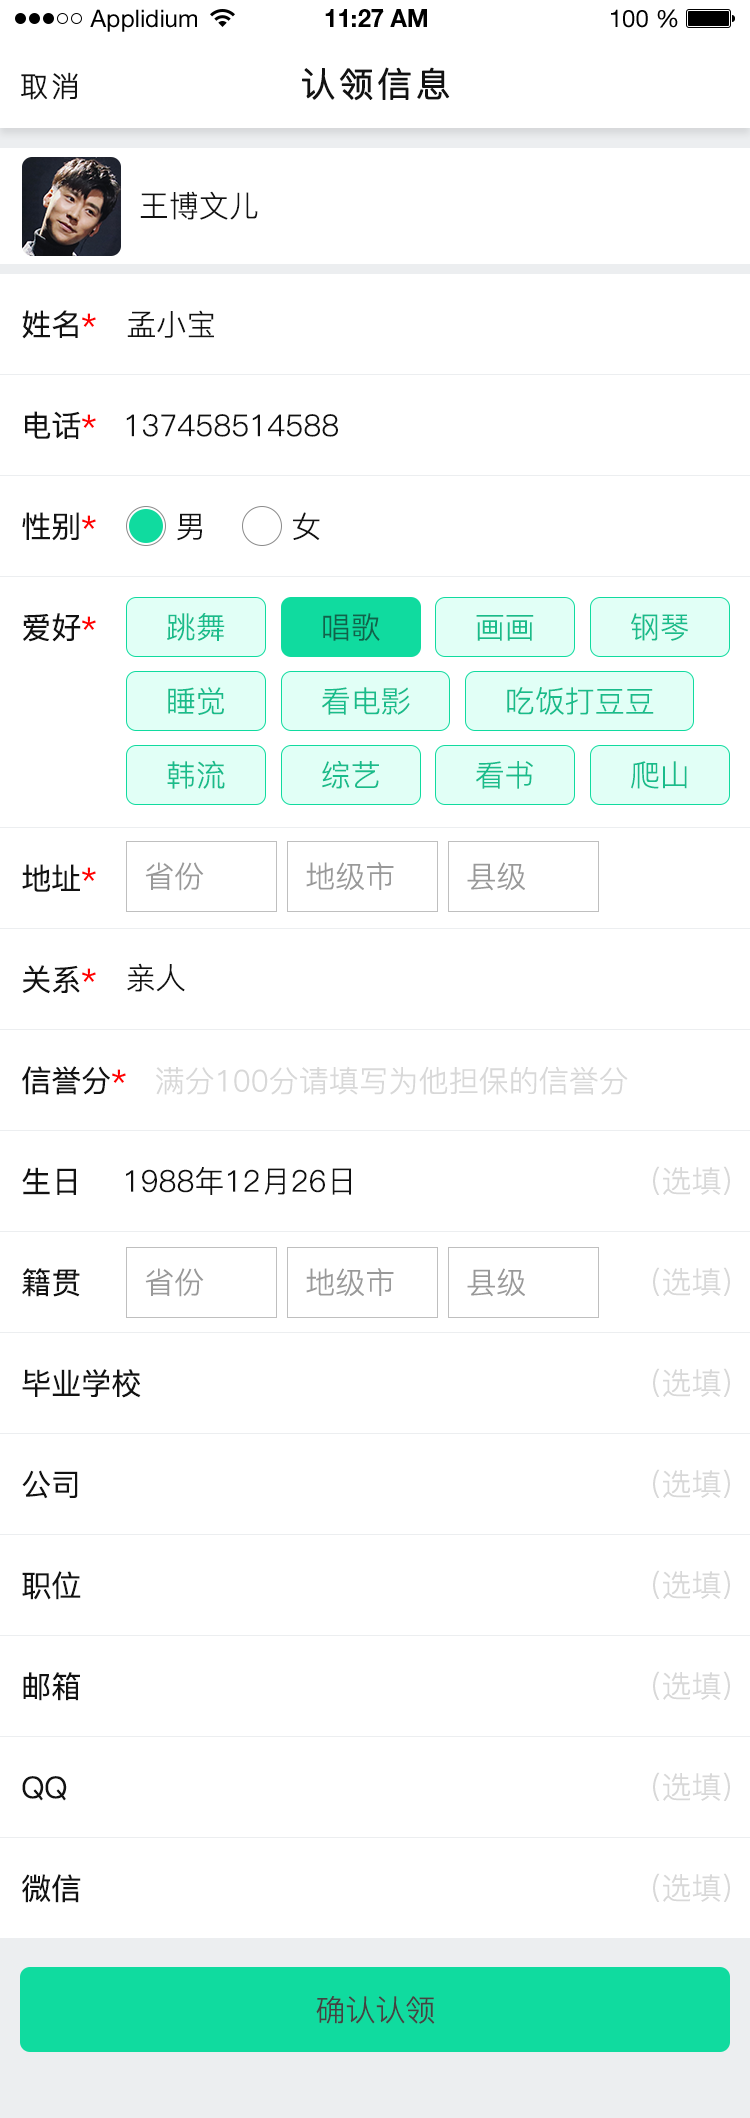 Applidium 11:27 AM 100 %
取消 认领信息
王博文儿
姓名* 孟小宝
电话* 137458514588
性别* 男 女
爱好* 跳舞 唱歌 画画 钢琴
睡觉 看电影 吃饭打豆豆
韩流 综艺 看书 爬山
地址* 省份 地级市 县级
关系* 亲人
信誉分* 满分100分请填写为他担保的信誉分
生日 1988年12月26日 (选填)
籍贯 省份 地级市 县级 (选填)
毕业学校 (选填)
公司 (选填)
职位 (选填)
邮箱 (选填)
QQ (选填)
微信 (选填)
确认认领